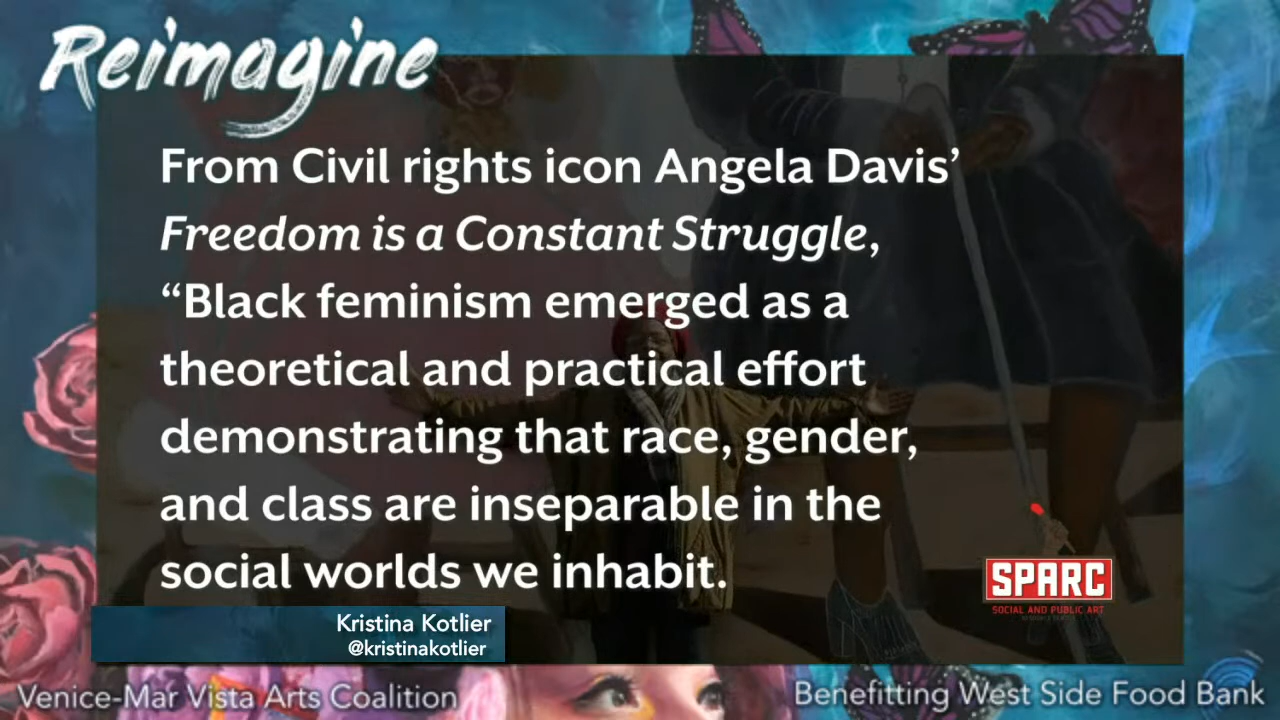 Reimagine
From Civil rights icon Angela Davis’
Freedom is a Constant Struggle,
“Black feminism emerged as a
theoretical and practical effort
demonstrating that race, gender,
and class are inseparable in the
social worlds we inhabit.
SPARC
SOCIAL AND PUBLIC ART
Kristina Kotlier
@kristinakotlier
Venice-Mar Vista Arts Coalition
Benefitting West Side Food Bank